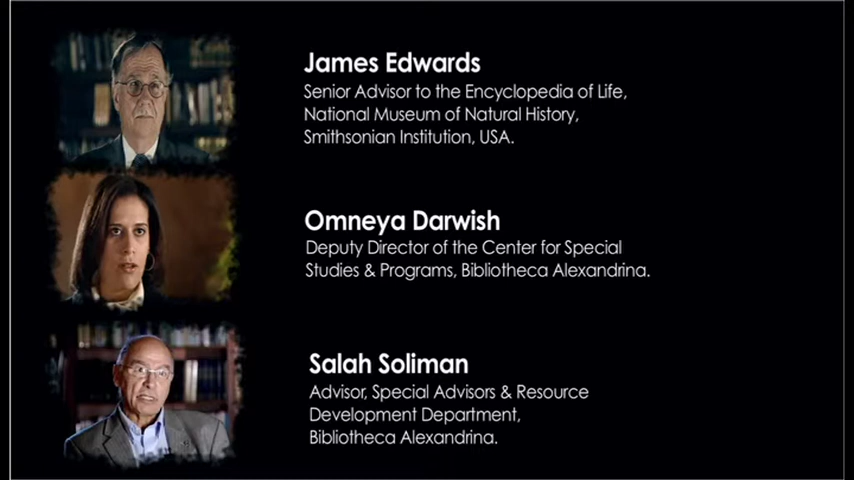 James Edwards
Senior Advisor to the Encyclopedia of Life,
National Museum of Natural History,
Smithsonian Institution, USA.
Omneya Darwish
Deputy Director of the Center for Special
Studies & Programs, Bibliotheca Alexandrina.
Salah Soliman
Advisor, Special Advisors & Resource
Development Department,
Bibliotheca Alexandrina.